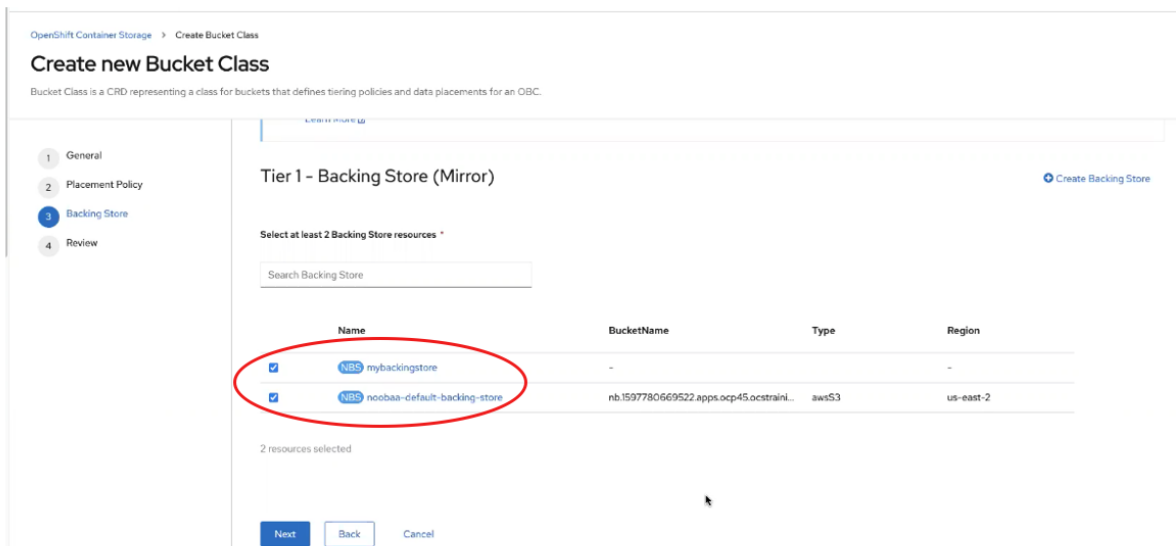 OpenShift Container Storage > Create Bucket Class
Create new Bucket Class
Bucket Class is a CRD representing a class for buckets that defines tiering policies and data placements for an OBC.
Learn More
1 General
2 Placement Policy
3 Backing Store
4 Review
Tier 1 - Backing Store (Mirror)
Create Backing Store
Select at least 2 Backing Store resources *
Search Backing Store
Name BucketName Type Region
NBS mybackingstore - -
NBS noobaa-default-backing-store nb.1597780669522.apps.ocp45.ocstraini... awsS3 us-east-2
2 resources selected
Next Back Cancel